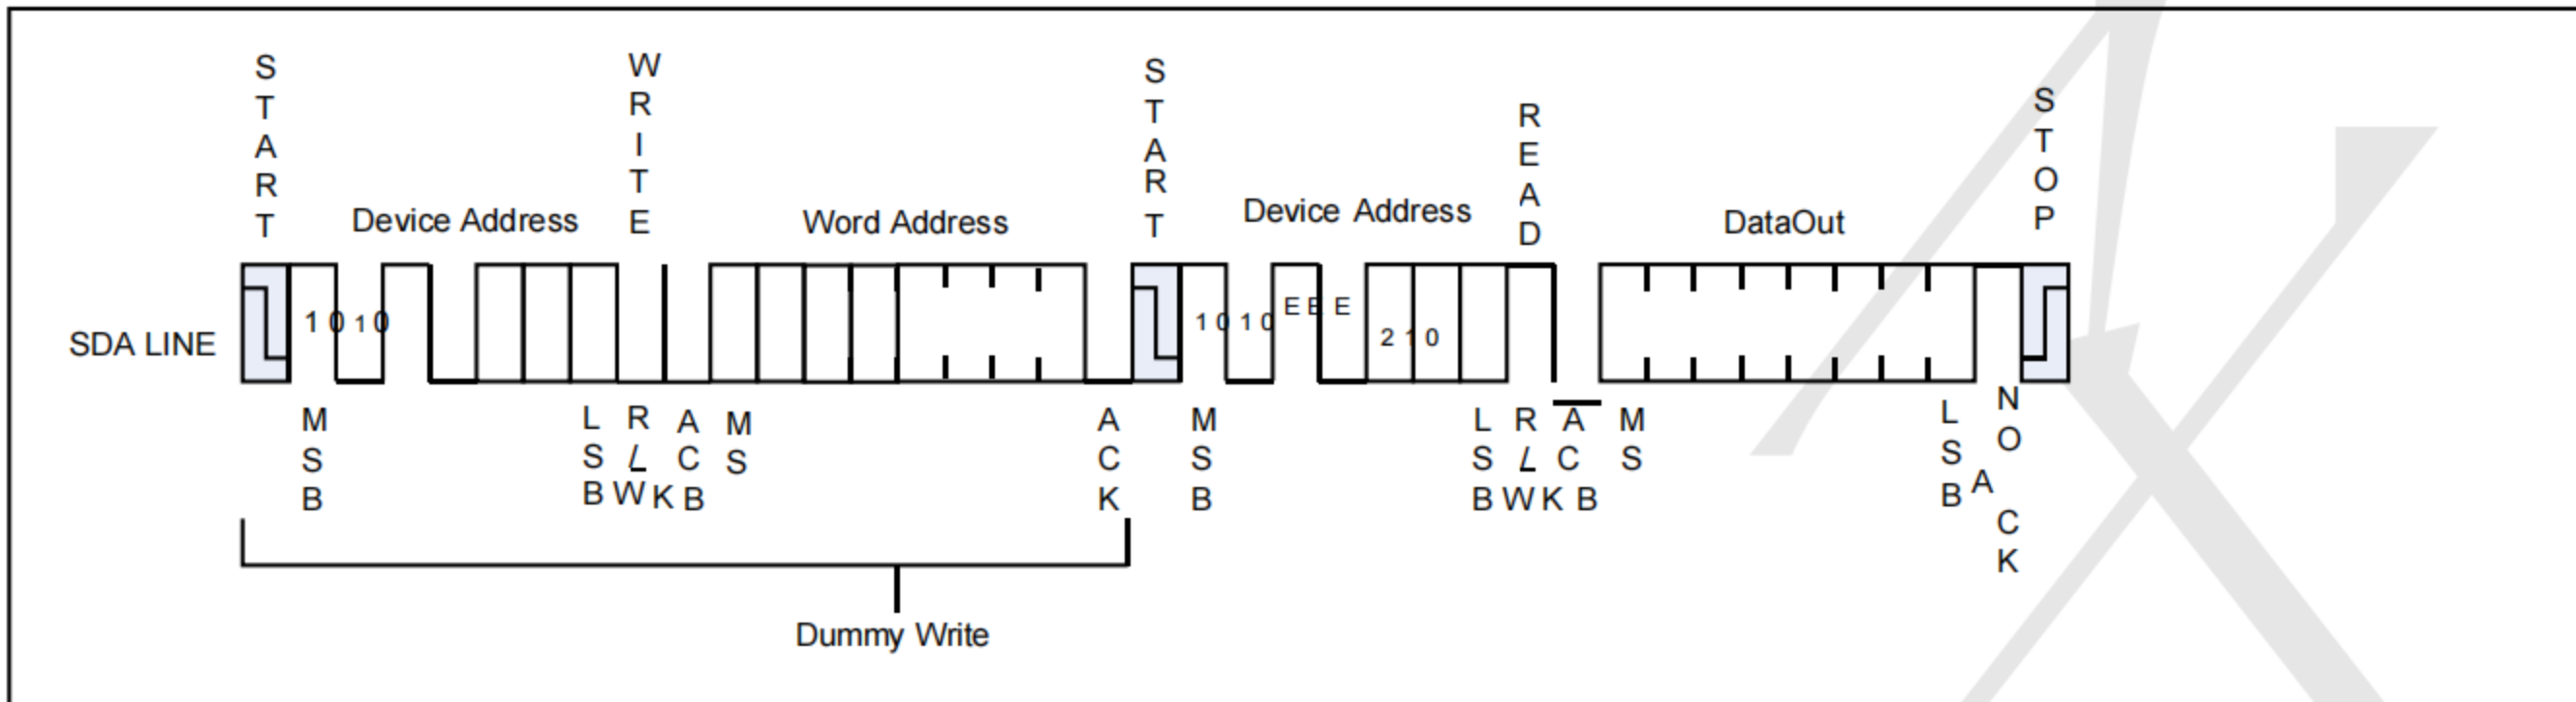 START
WRITE
START
READ
STOP
Device Address
Word Address
Device Address
DataOut
SDA LINE
1 0 1 0
1 0 1 0
E E E
2 1 0
MSB
LSB
R/W
ACK
MSB
ACK
MSB
LSB
R/W
ACK
MSB
LSB
NO ACK
Dummy Write